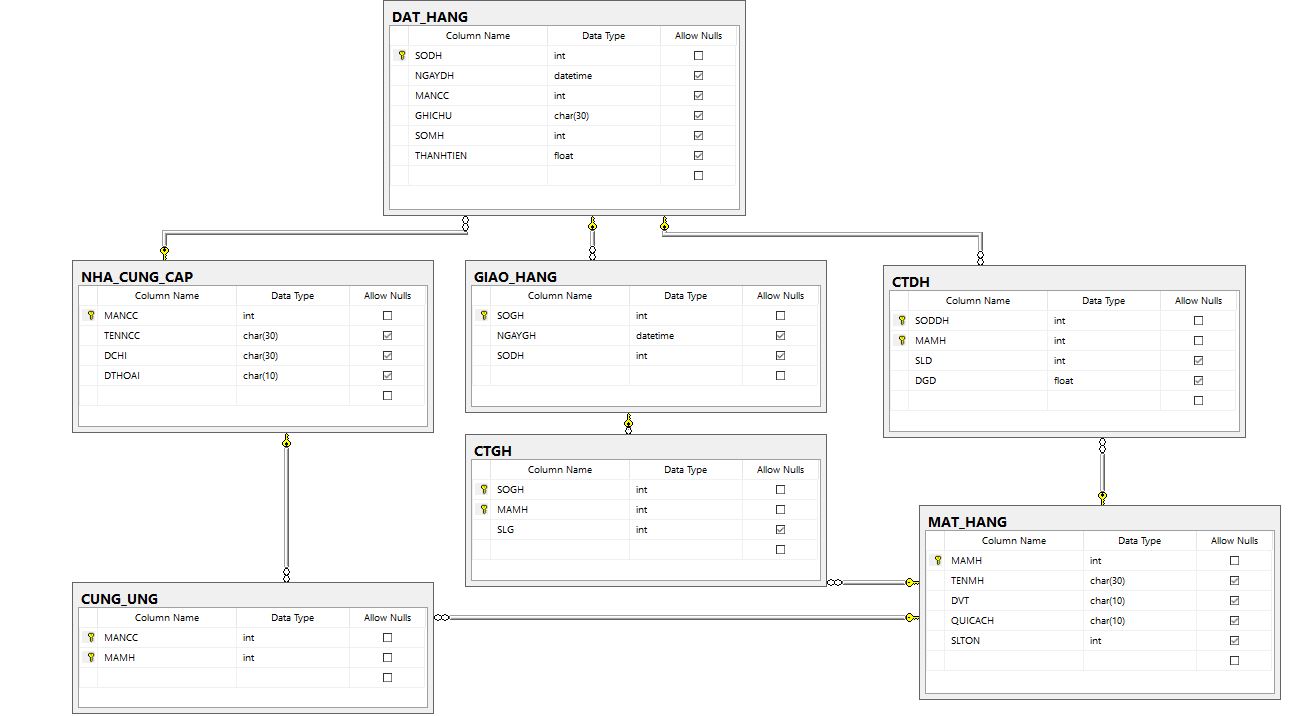 DAT_HANG
Column Name Data Type Allow Nulls
SODH int
NGAYDH datetime
MANCC int
GHICHU char(30)
SOMH int
THANHTIEN float
NHA_CUNG_CAP
Column Name Data Type Allow Nulls
MANCC int
TENNCC char(30)
DCHI char(30)
DTHOAI char(10)
GIAO_HANG
Column Name Data Type Allow Nulls
SOGH int
NGAYGH datetime
SODH int
CTDH
Column Name Data Type Allow Nulls
SODDH int
MAMH int
SLD int
DGD float
CTGH
Column Name Data Type Allow Nulls
SOGH int
MAMH int
SLG int
MAT_HANG
Column Name Data Type Allow Nulls
MAMH int
TENMH char(30)
DVT char(10)
QUICACH char(10)
SLTON int
CUNG_UNG
Column Name Data Type Allow Nulls
MANCC int
MAMH int